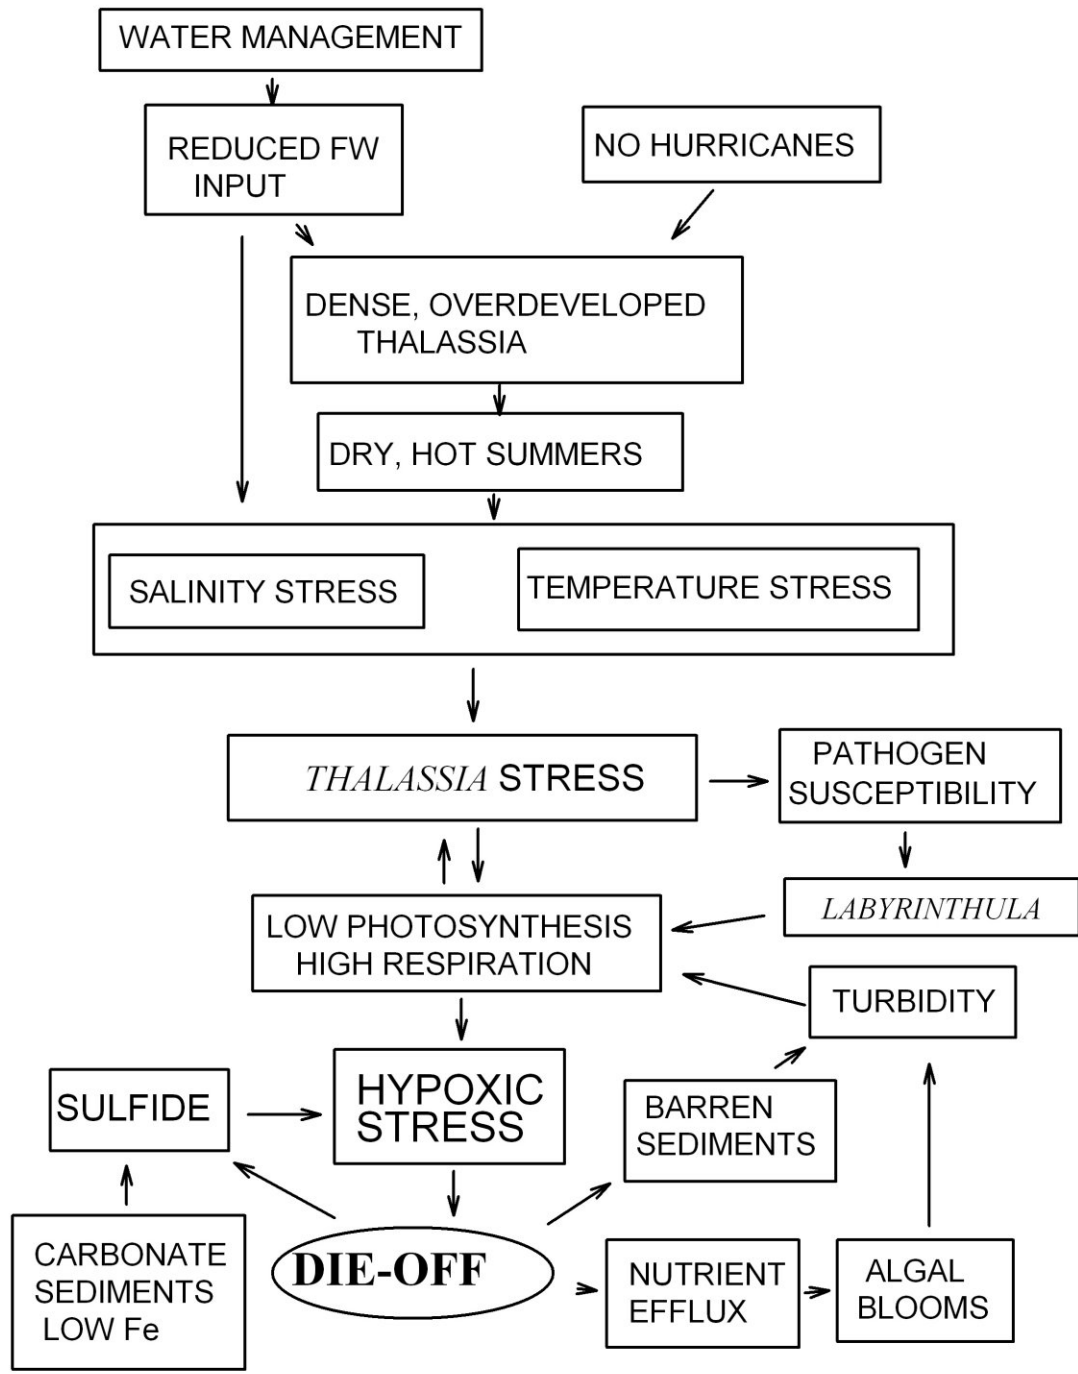 WATER MANAGEMENT
REDUCED FW
INPUT
NO HURRICANES
DENSE, OVERDEVELOPED
THALASSIA
DRY, HOT SUMMERS
SALINITY STRESS
TEMPERATURE STRESS
THALASSIA STRESS
PATHOGEN
SUSCEPTIBILITY
LABYRINTHULA
LOW PHOTOSYNTHESIS
HIGH RESPIRATION
TURBIDITY
HYPOXIC
STRESS
SULFIDE
BARREN
SEDIMENTS
CARBONATE
SEDIMENTS
LOW Fe
DIE-OFF
NUTRIENT
EFFLUX
ALGAL
BLOOMS